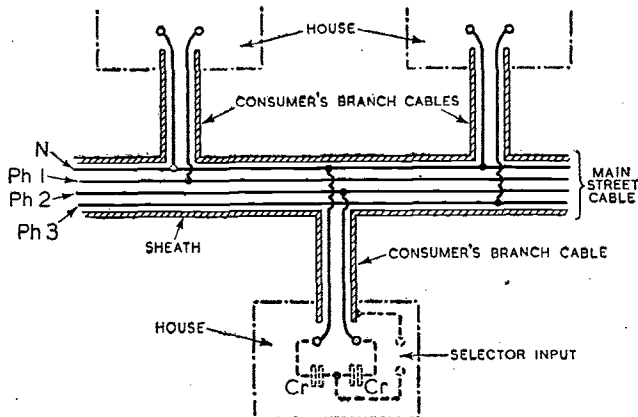 HOUSE
CONSUMER'S BRANCH CABLES
N
Ph 1
Ph 2
Ph 3
MAIN
STREET
CABLE
SHEATH
CONSUMER'S BRANCH CABLE
HOUSE
SELECTOR INPUT
Cr
Cr